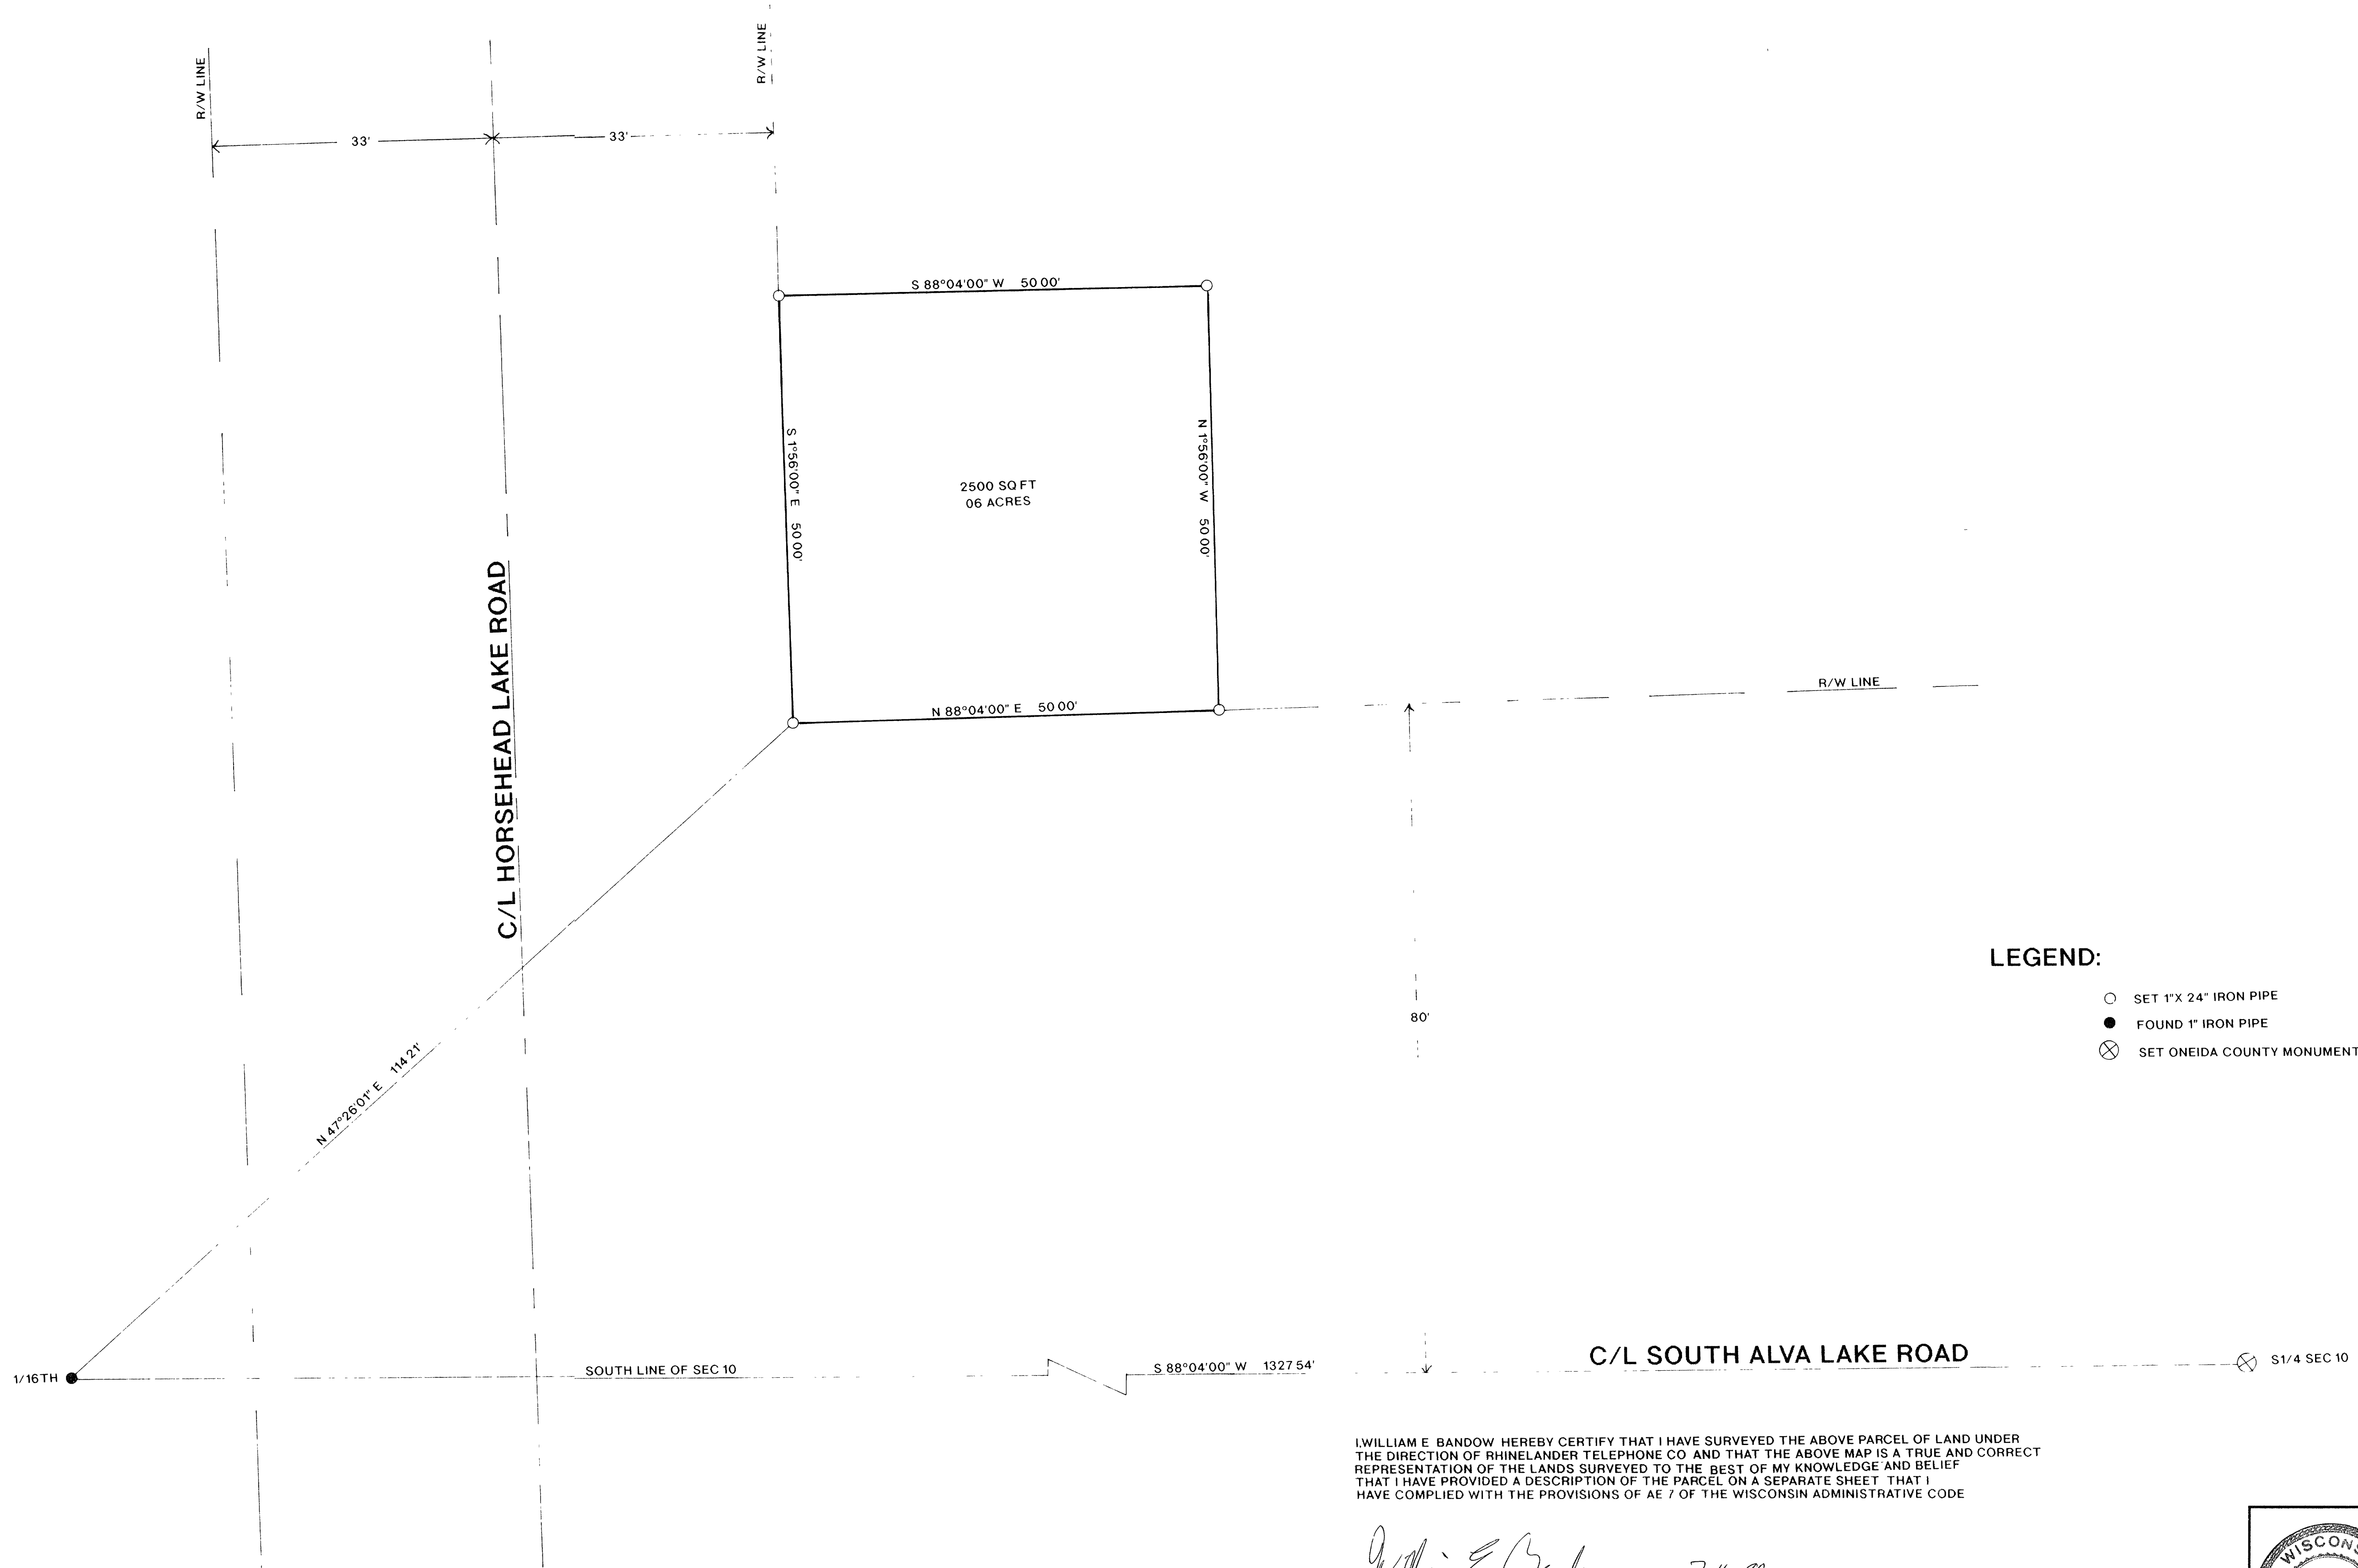 R/W LINE
R/W LINE
33'
33'
S 88°04'00" W 50 00'
S 1°56'00" E 50 00'
N 1°56'00" W 50 00'
2500 SQ FT
06 ACRES
C/L HORSEHEAD LAKE ROAD
N 88°04'00" E 50 00'
R/W LINE
LEGEND:
SET 1"X 24" IRON PIPE
FOUND 1" IRON PIPE
SET ONEIDA COUNTY MONUMENT
80'
N 47°26'01" E 114 21'
1/16TH
SOUTH LINE OF SEC 10
S 88°04'00" W 1327 54'
C/L SOUTH ALVA LAKE ROAD
S1/4 SEC 10
I,WILLIAM E BANDOW HEREBY CERTIFY THAT I HAVE SURVEYED THE ABOVE PARCEL OF LAND UNDER
THE DIRECTION OF RHINELANDER TELEPHONE CO AND THAT THE ABOVE MAP IS A TRUE AND CORRECT
REPRESENTATION OF THE LANDS SURVEYED TO THE BEST OF MY KNOWLEDGE AND BELIEF
THAT I HAVE PROVIDED A DESCRIPTION OF THE PARCEL ON A SEPARATE SHEET THAT I
HAVE COMPLIED WITH THE PROVISIONS OF AE 7 OF THE WISCONSIN ADMINISTRATIVE CODE
WISCONS